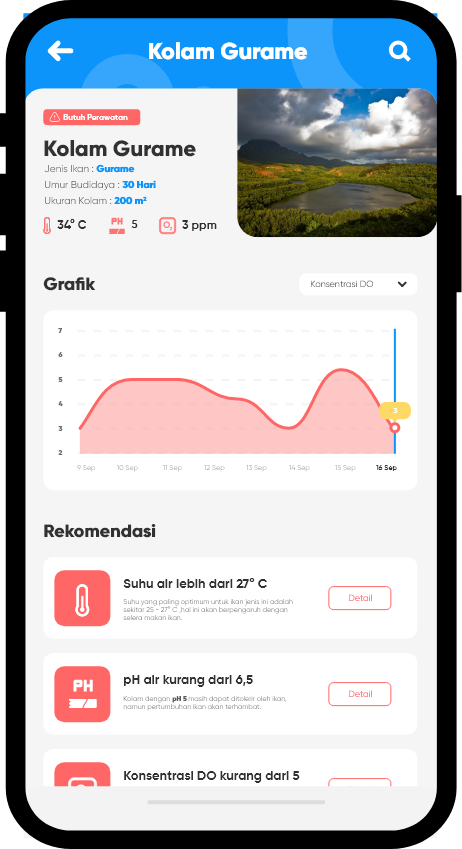 Kolam Gurame
Butuh Perawatan
Kolam Gurame
Jenis Ikan : Gurame
Umur Budidaya : 30 Hari
Ukuran Kolam : 200 m²
34° C
PH
5
O₂
3 ppm
Grafik
Konsentrasi DO
7
6
5
4
3
2
3
9 Sep
10 Sep
11 Sep
12 Sep
13 Sep
14 Sep
15 Sep
16 Sep
Rekomendasi
Suhu air lebih dari 27° C
Suhu yang paling optimum untuk ikan jenis ini adalah
sekitar 25 - 27° C ,hal ini akan berpengaruh dengan
selera makan ikan.
Detail
PH
pH air kurang dari 6,5
Kolam dengan pH 5 masih dapat ditolerir oleh ikan,
namun pertumbuhan ikan akan terhambat.
Detail
Konsentrasi DO kurang dari 5